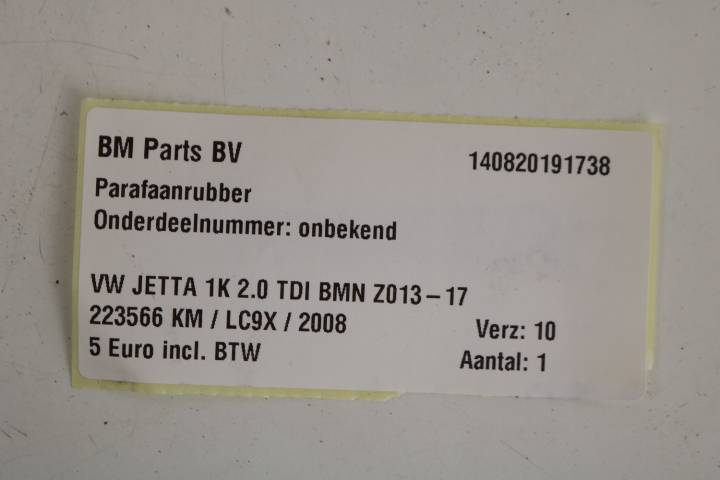 BM Parts BV 140820191738
Parafaanrubber
Onderdeelnummer: onbekend
VW JETTA 1K 2.0 TDI BMN Z013-17
223566 KM / LC9X / 2008 Verz: 10
5 Euro incl. BTW Aantal: 1